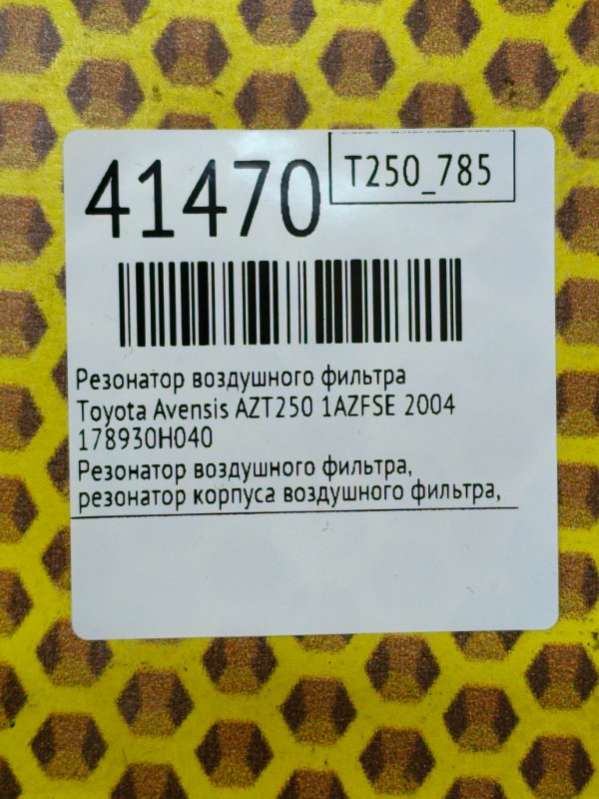 41470
T250_785
Резонатор воздушного фильтра
Toyota Avensis AZT250 1AZFSE 2004
178930H040
Резонатор воздушного фильтра,
резонатор корпуса воздушного фильтра,